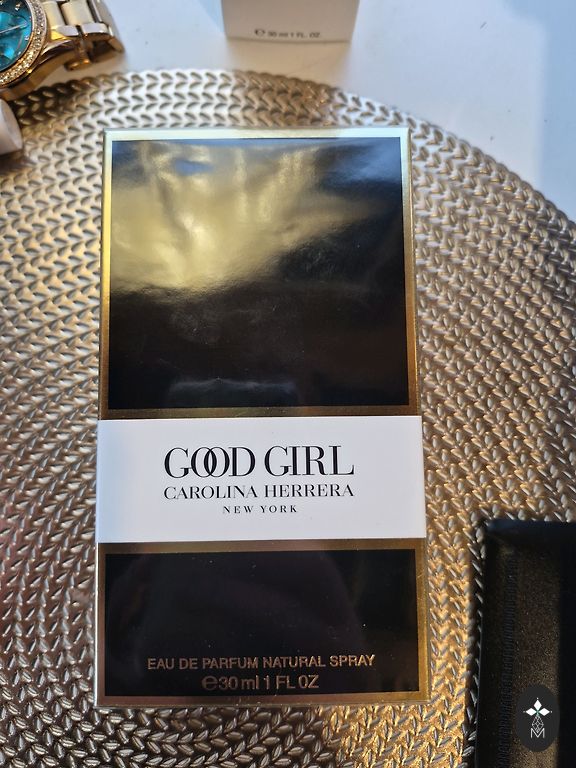 ℮ 30 ml 1 FL. OZ.
GOOD GIRL
CAROLINA HERRERA
NEW YORK
EAU DE PARFUM NATURAL SPRAY
℮30 ml 1 FL OZ
M